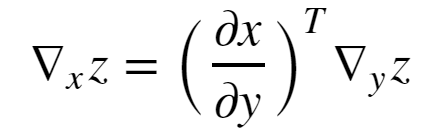 ∇ₓz = (∂x/∂y)ᵀ ∇ᵧz